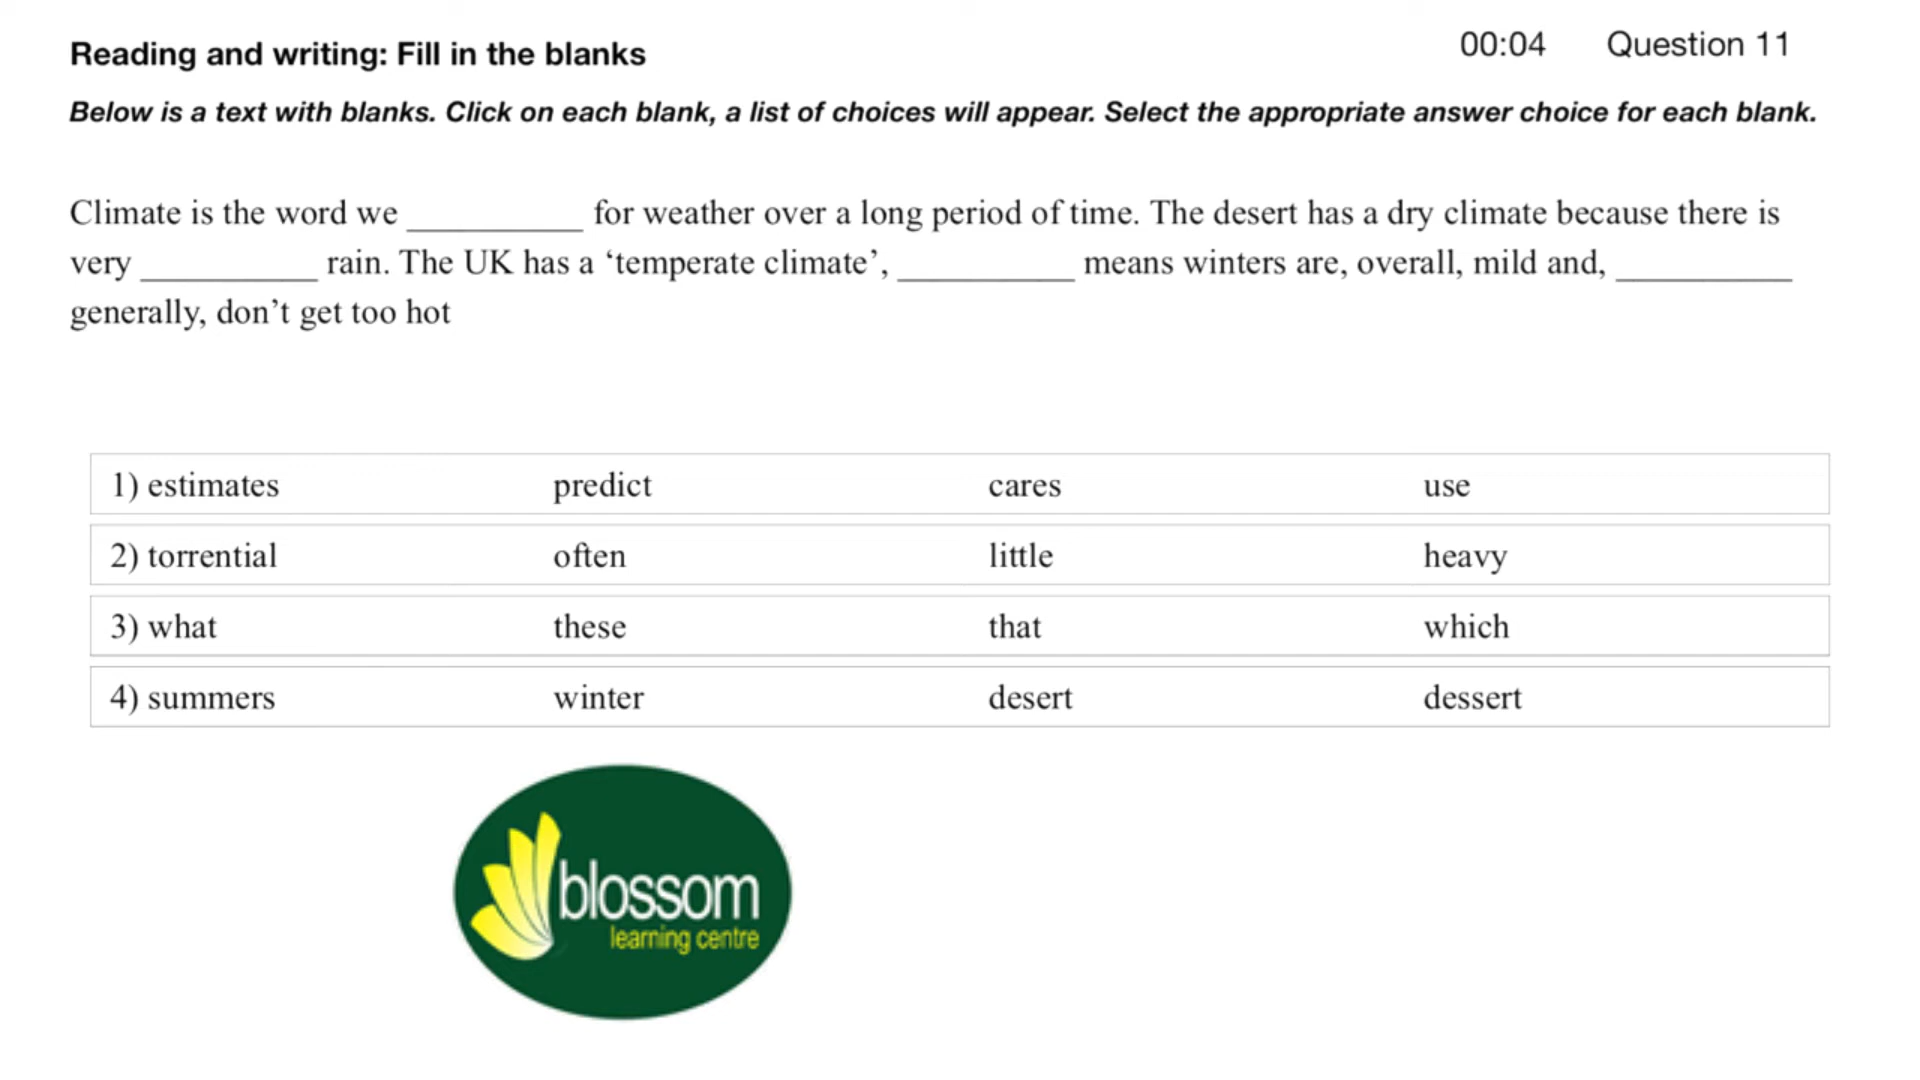 Reading and writing: Fill in the blanks
00:04 Question 11
Below is a text with blanks. Click on each blank, a list of choices will appear. Select the appropriate answer choice for each blank.
Climate is the word we __________ for weather over a long period of time. The desert has a dry climate because there is
very __________ rain. The UK has a ‘temperate climate’, __________ means winters are, overall, mild and, __________
generally, don’t get too hot
1) estimates predict cares use
2) torrential often little heavy
3) what these that which
4) summers winter desert dessert
blossom
learning centre